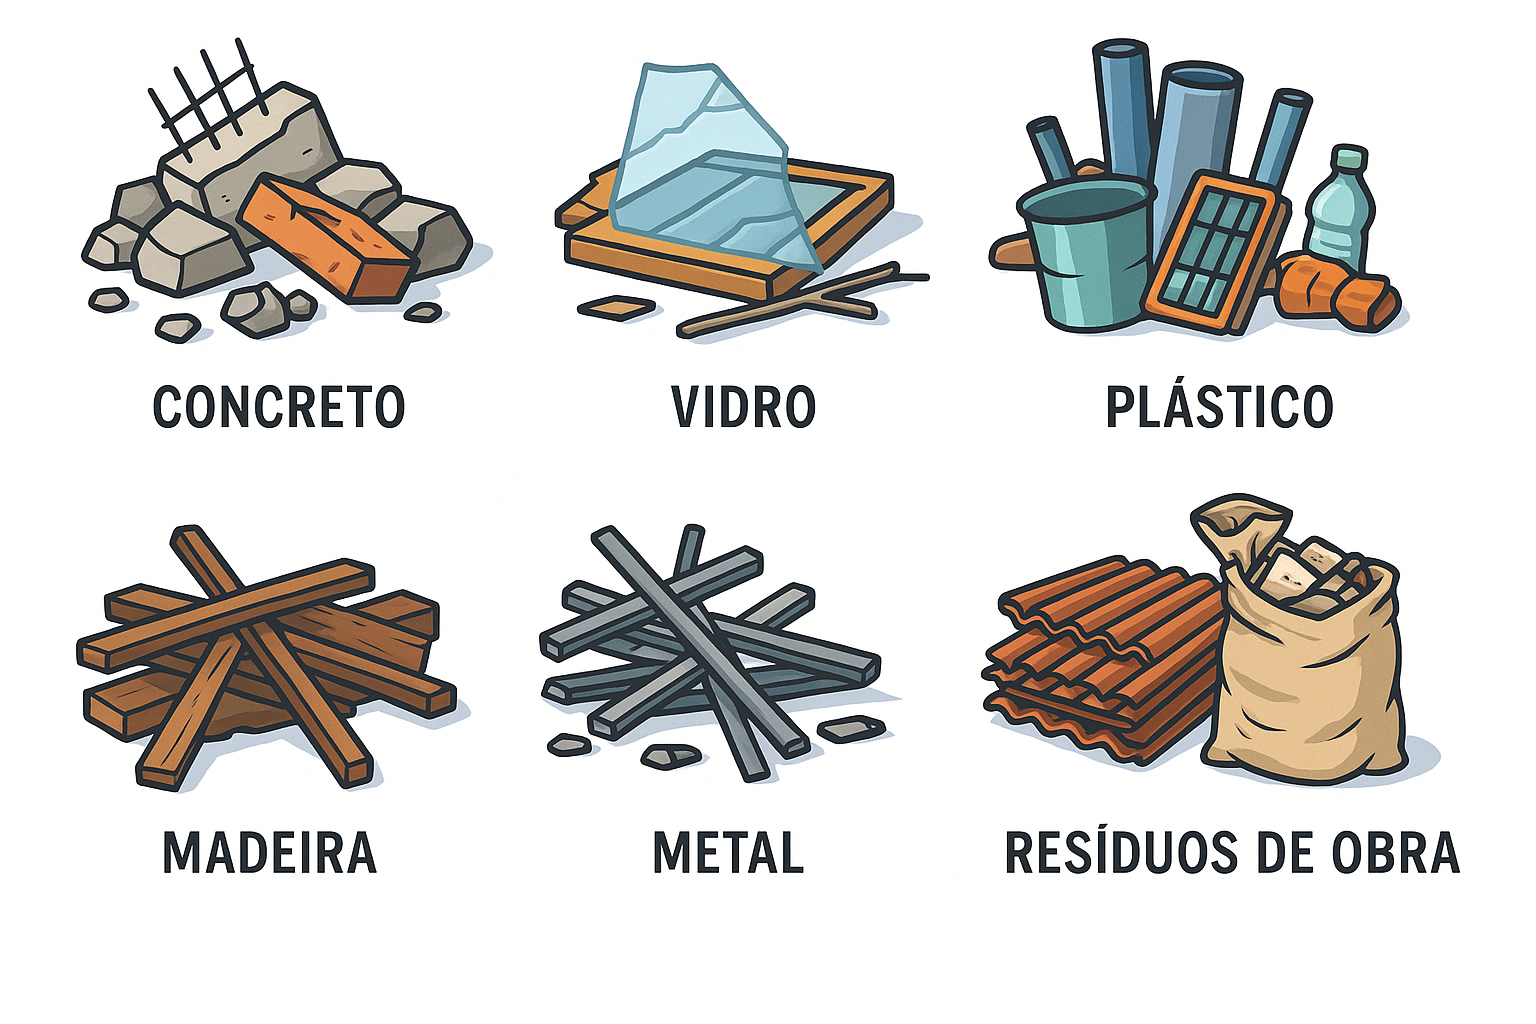 CONCRETO
VIDRO
PLÁSTICO
MADEIRA
METAL
RESÍDUOS DE OBRA